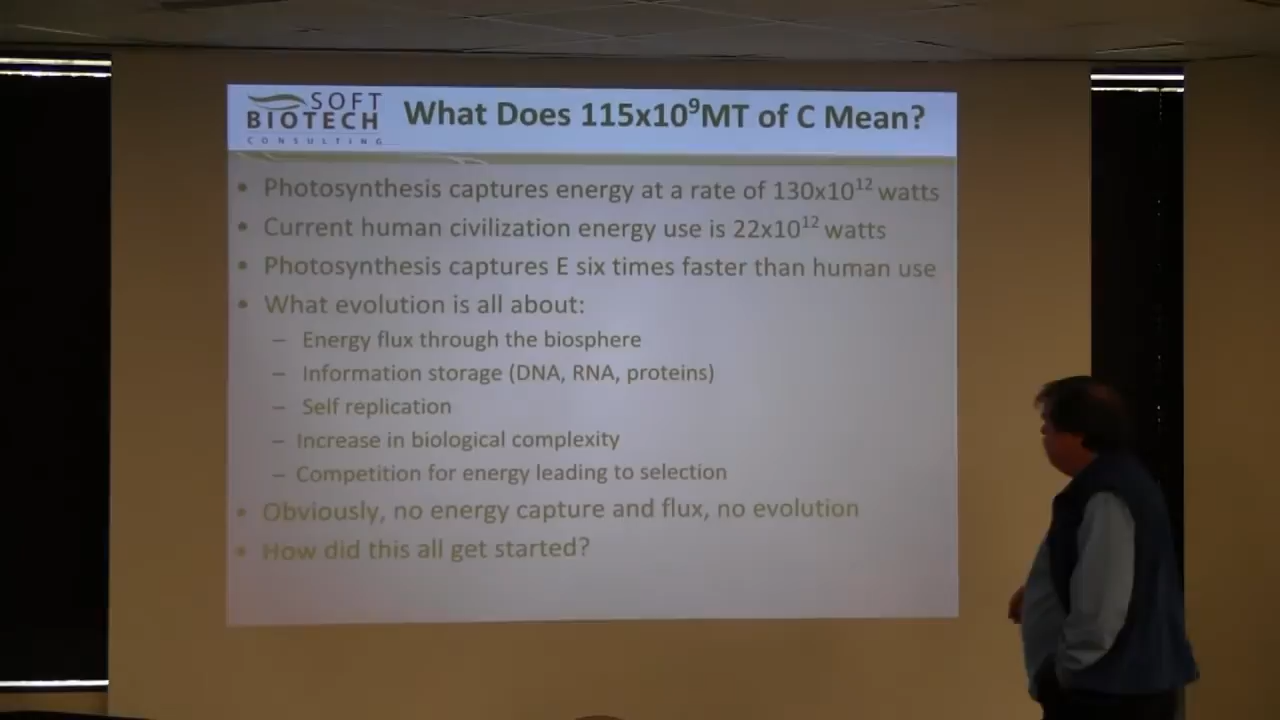 SOFT
BIOTECH
CONSULTING
What Does 115x10⁹MT of C Mean?
• Photosynthesis captures energy at a rate of 130x10¹² watts
• Current human civilization energy use is 22x10¹² watts
• Photosynthesis captures E six times faster than human use
• What evolution is all about:
– Energy flux through the biosphere
– Information storage (DNA, RNA, proteins)
– Self replication
– Increase in biological complexity
– Competition for energy leading to selection
• Obviously, no energy capture and flux, no evolution
• How did this all get started?